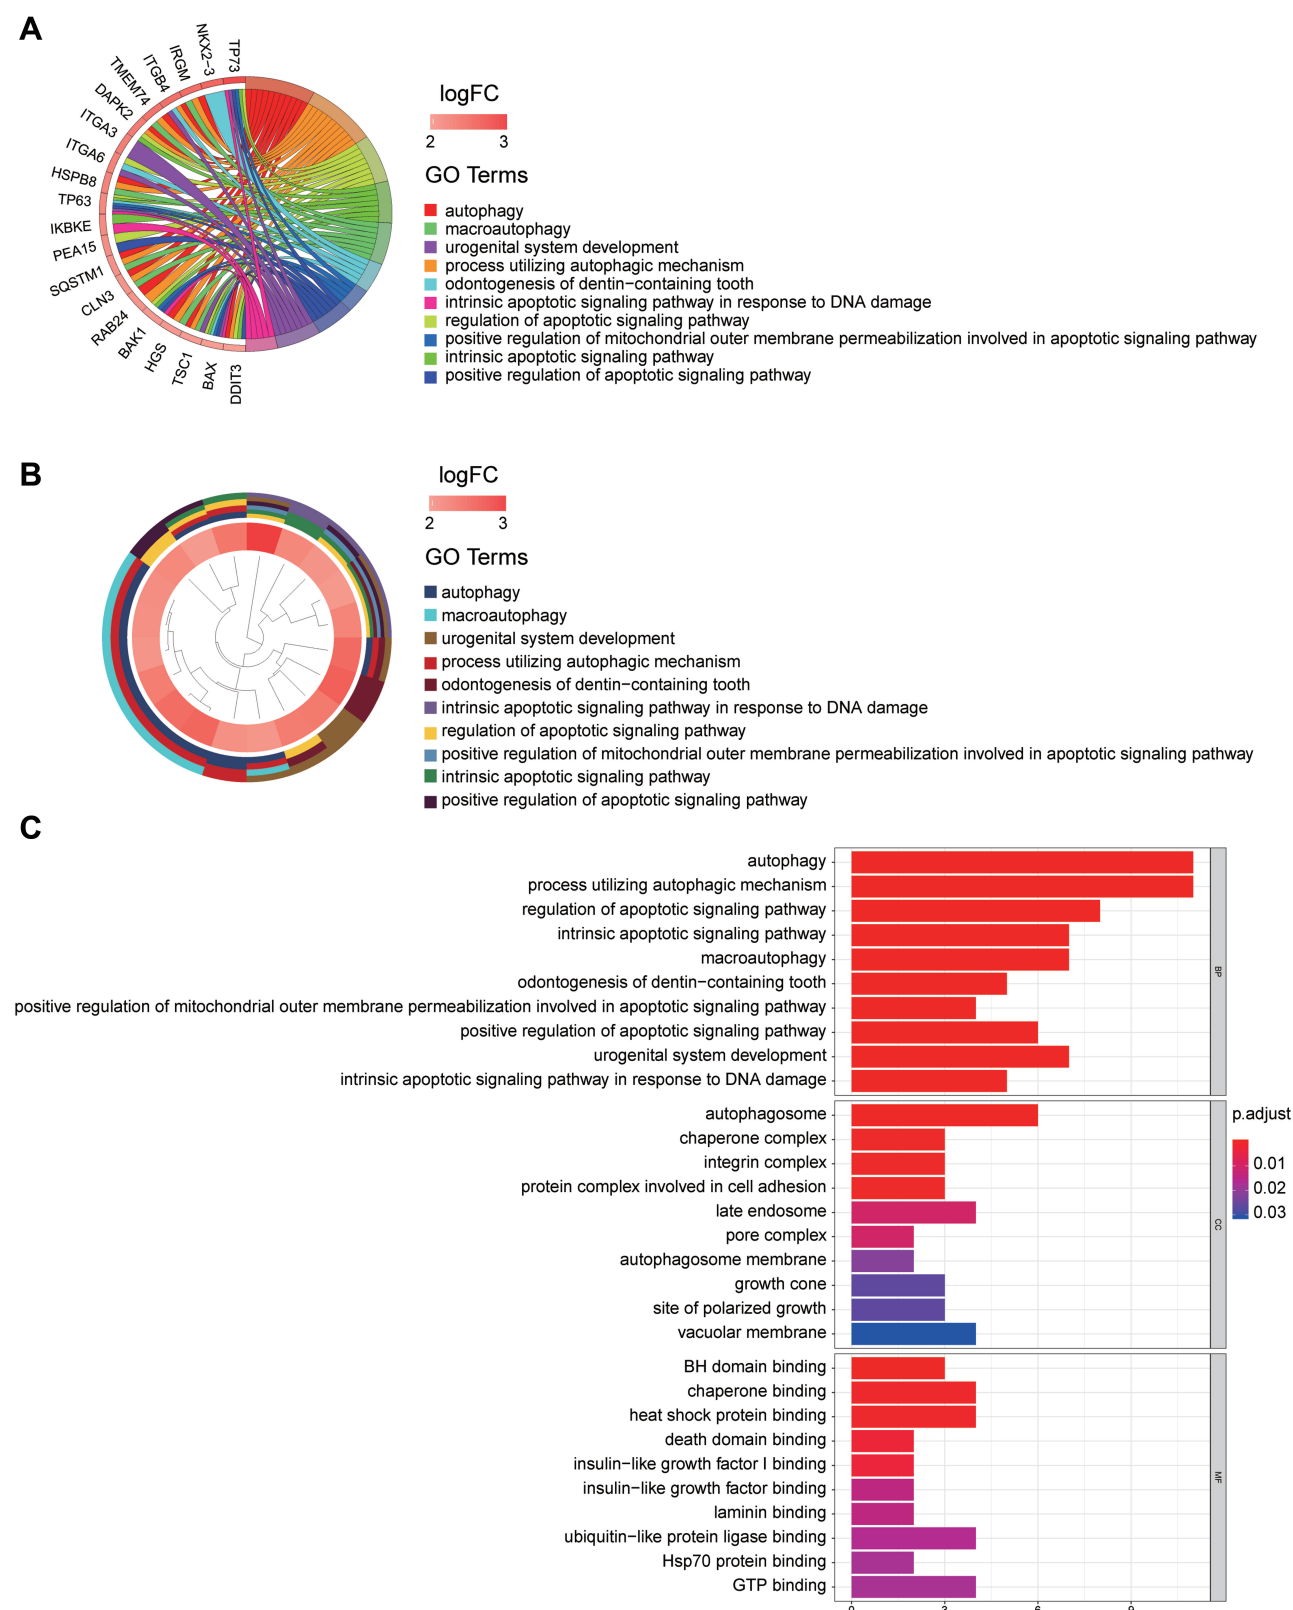 A
TP73
NKX2−3
IRGM
ITGB4
TMEM74
DAPK2
ITGA3
ITGA6
HSPB8
TP63
IKBKE
PEA15
SQSTM1
CLN3
RAB24
BAK1
HGS
TSC1
BAX
DDIT3
logFC
2 3
GO Terms
autophagy
macroautophagy
urogenital system development
process utilizing autophagic mechanism
odontogenesis of dentin−containing tooth
intrinsic apoptotic signaling pathway in response to DNA damage
regulation of apoptotic signaling pathway
positive regulation of mitochondrial outer membrane permeabilization involved in apoptotic signaling pathway
intrinsic apoptotic signaling pathway
positive regulation of apoptotic signaling pathway
B
logFC
2 3
GO Terms
autophagy
macroautophagy
urogenital system development
process utilizing autophagic mechanism
odontogenesis of dentin−containing tooth
intrinsic apoptotic signaling pathway in response to DNA damage
regulation of apoptotic signaling pathway
positive regulation of mitochondrial outer membrane permeabilization involved in apoptotic signaling pathway
intrinsic apoptotic signaling pathway
positive regulation of apoptotic signaling pathway
C
autophagy
process utilizing autophagic mechanism
regulation of apoptotic signaling pathway
intrinsic apoptotic signaling pathway
macroautophagy
odontogenesis of dentin−containing tooth
positive regulation of mitochondrial outer membrane permeabilization involved in apoptotic signaling pathway
positive regulation of apoptotic signaling pathway
urogenital system development
intrinsic apoptotic signaling pathway in response to DNA damage
BP
autophagosome
chaperone complex
integrin complex
protein complex involved in cell adhesion
late endosome
pore complex
autophagosome membrane
growth cone
site of polarized growth
vacuolar membrane
CC
p.adjust
0.01
0.02
0.03
BH domain binding
chaperone binding
heat shock protein binding
death domain binding
insulin−like growth factor I binding
insulin−like growth factor binding
laminin binding
ubiquitin−like protein ligase binding
Hsp70 protein binding
GTP binding
MF
0 3 6 9